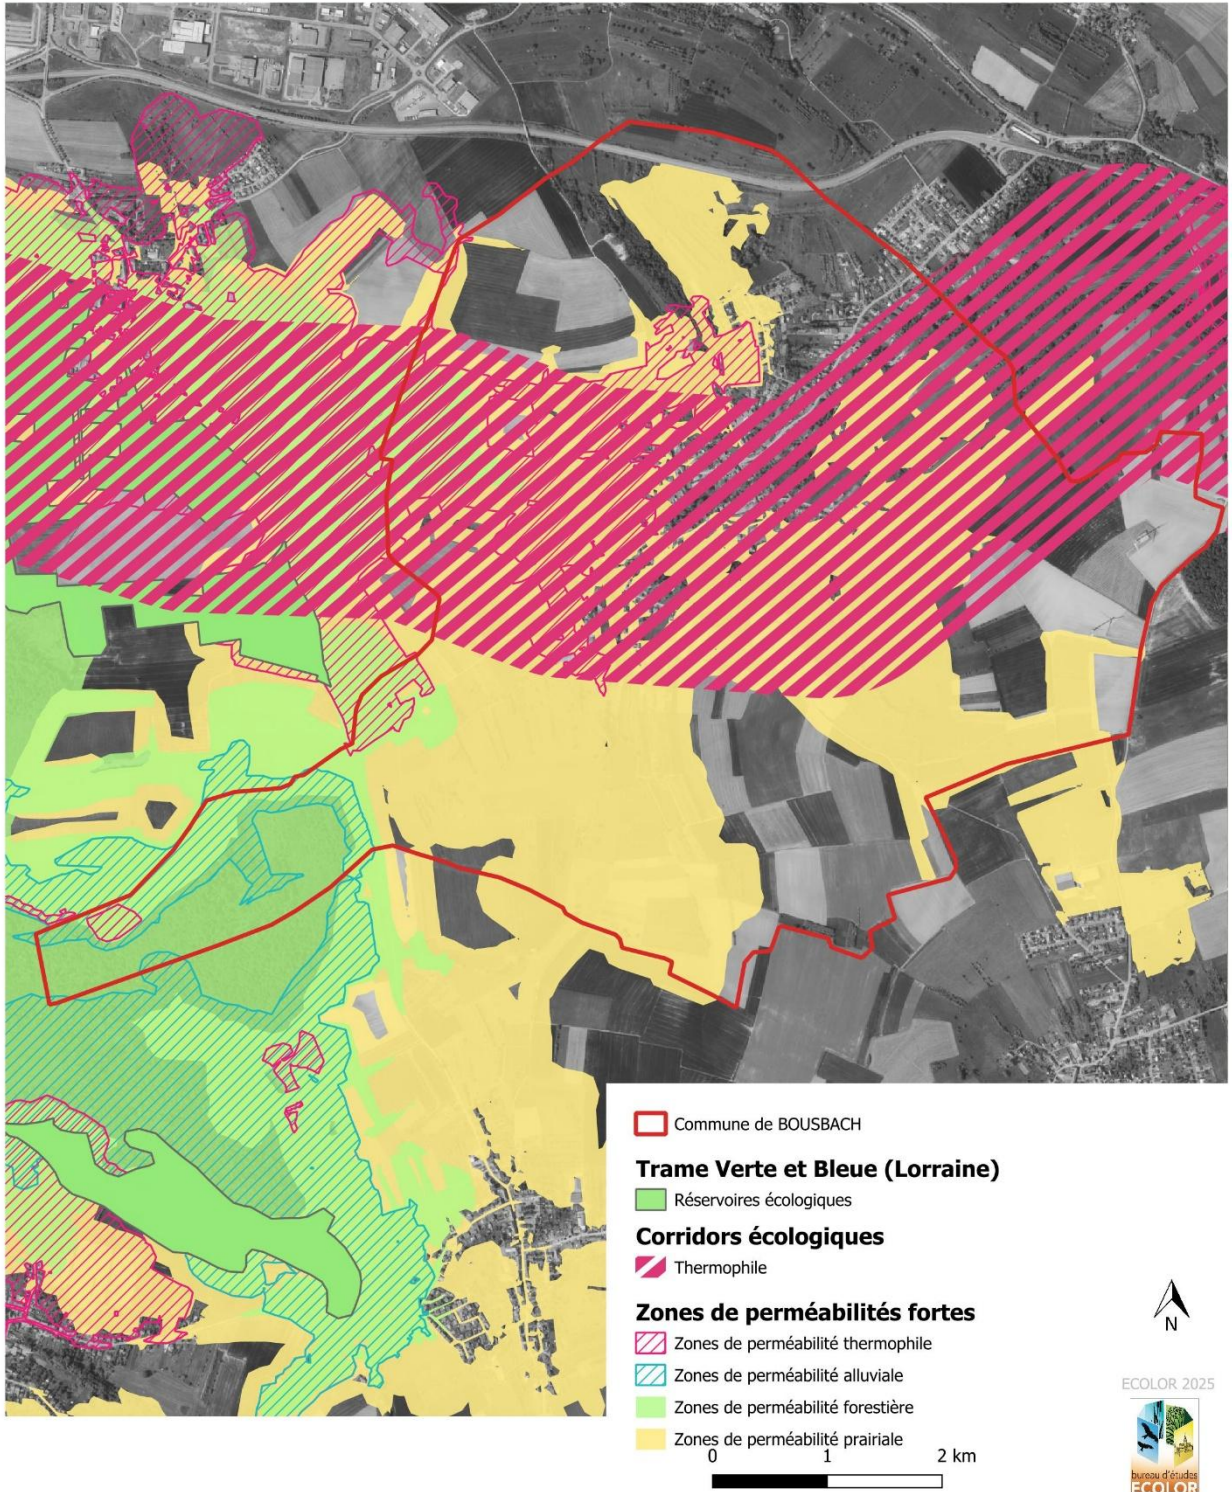 Commune de BOUSBACH
Trame Verte et Bleue (Lorraine)
Réservoires écologiques
Corridors écologiques
Thermophile
Zones de perméabilités fortes
Zones de perméabilité thermophile
Zones de perméabilité alluviale
Zones de perméabilité forestière
Zones de perméabilité prairiale
0 1 2 km
N
ECOLOR 2025
bureau d'études
ECOLOR